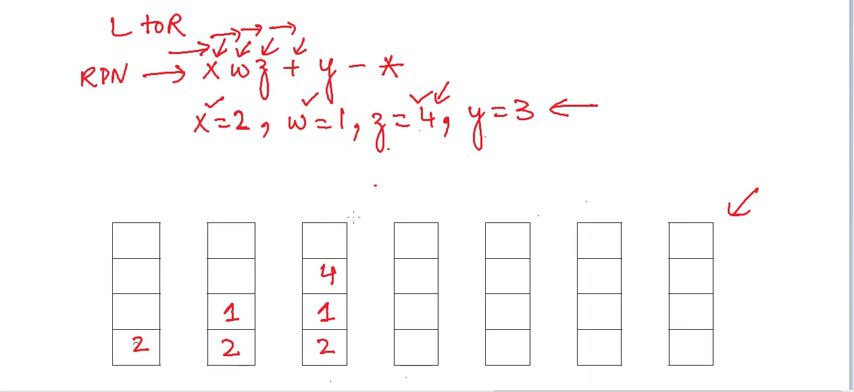 L to R
RPN → x w z + y - *
x=2, w=1, z=4, y=3 ←
4
1 1
2 2 2